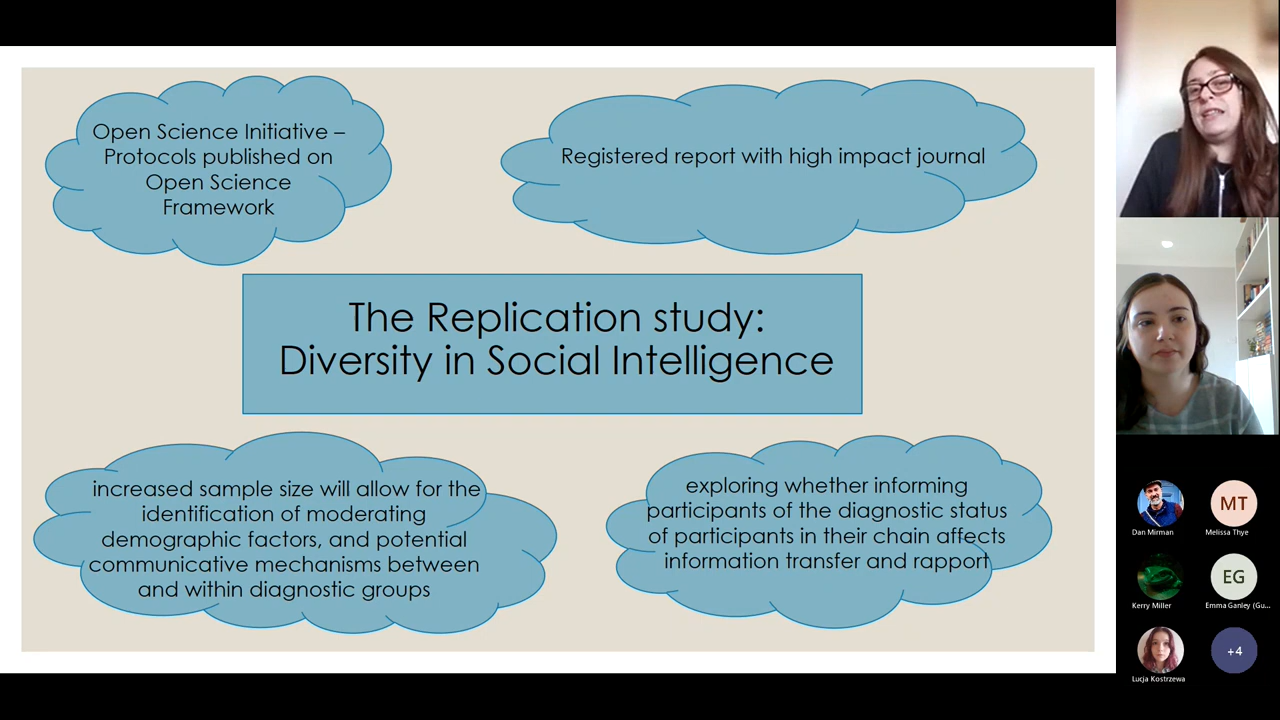 Open Science Initiative –
Protocols published on
Open Science
Framework
Registered report with high impact journal
The Replication study:
Diversity in Social Intelligence
increased sample size will allow for the
identification of moderating
demographic factors, and potential
communicative mechanisms between
and within diagnostic groups
exploring whether informing
participants of the diagnostic status
of participants in their chain affects
information transfer and rapport
Dan Mirman
MT
Melissa Thye
Kerry Miller
EG
Emma Ganley (Gu...
Lucja Kostrzewa
+4